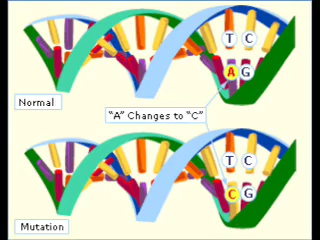 T C
A G
Normal
"A" Changes to "C"
T C
C G
Mutation